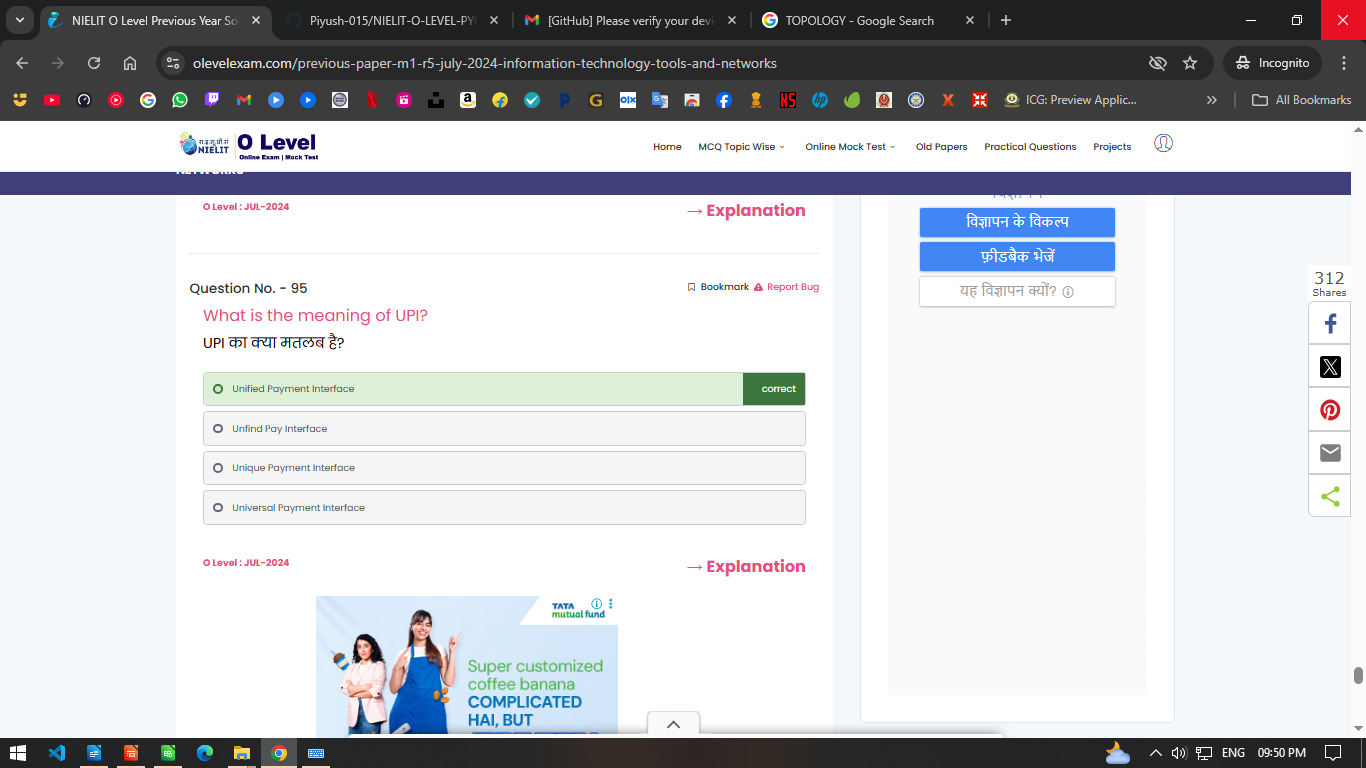 NIELIT O Level Previous Year So
Piyush-015/NIELIT-O-LEVEL-PY
[GitHub] Please verify your devi
TOPOLOGY - Google Search
olevelexam.com/previous-paper-m1-r5-july-2024-information-technology-tools-and-networks
Incognito
ICG: Preview Applic...
All Bookmarks
NIELIT
O Level
Online Exam | Mock Test
Home
MCQ Topic Wise
Online Mock Test
Old Papers
Practical Questions
Projects
NETWORKS
O Level : JUL-2024
→ Explanation
विज्ञापन के विकल्प
फ़ीडबैक भेजें
यह विज्ञापन क्यों?
312
Shares
Question No. - 95
Bookmark
Report Bug
What is the meaning of UPI?
UPI का क्या मतलब है?
Unified Payment Interface
correct
Unfind Pay Interface
Unique Payment Interface
Universal Payment Interface
O Level : JUL-2024
→ Explanation
TATA
mutual fund
Super customized
coffee banana
COMPLICATED
HAI, BUT
ENG
09:50 PM